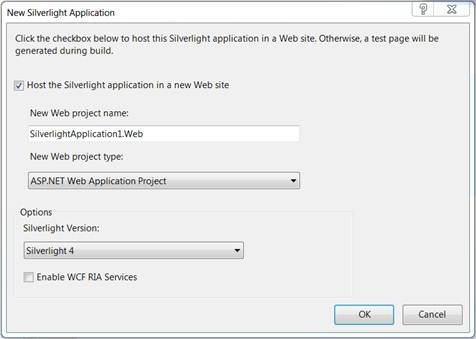 New Silverlight Application
Click the checkbox below to host this Silverlight application in a Web site. Otherwise, a test page will be
generated during build.
Host the Silverlight application in a new Web site
New Web project name:
SilverlightApplication1.Web
New Web project type:
ASP.NET Web Application Project
Options
Silverlight Version:
Silverlight 4
Enable WCF RIA Services
OK Cancel